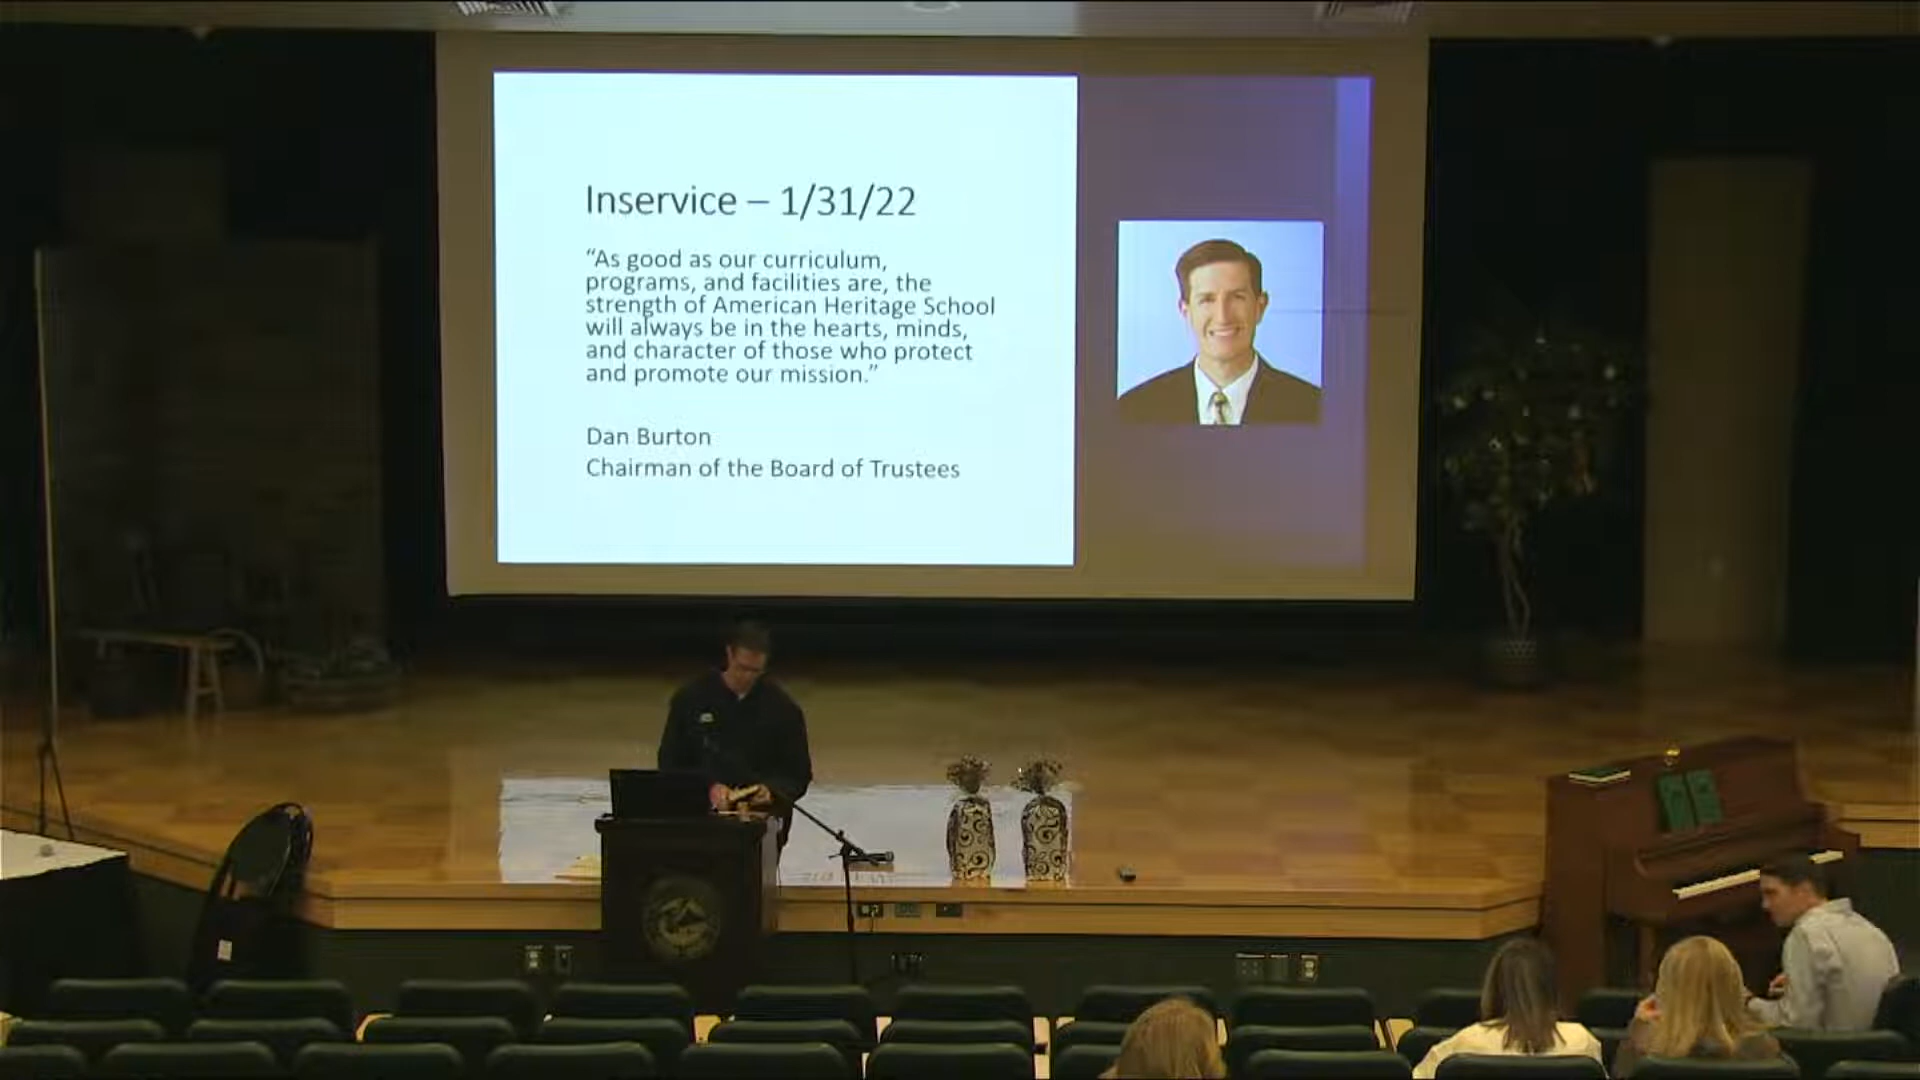 Inservice – 1/31/22
“As good as our curriculum,
programs, and facilities are, the
strength of American Heritage School
will always be in the hearts, minds,
and character of those who protect
and promote our mission.”
Dan Burton
Chairman of the Board of Trustees